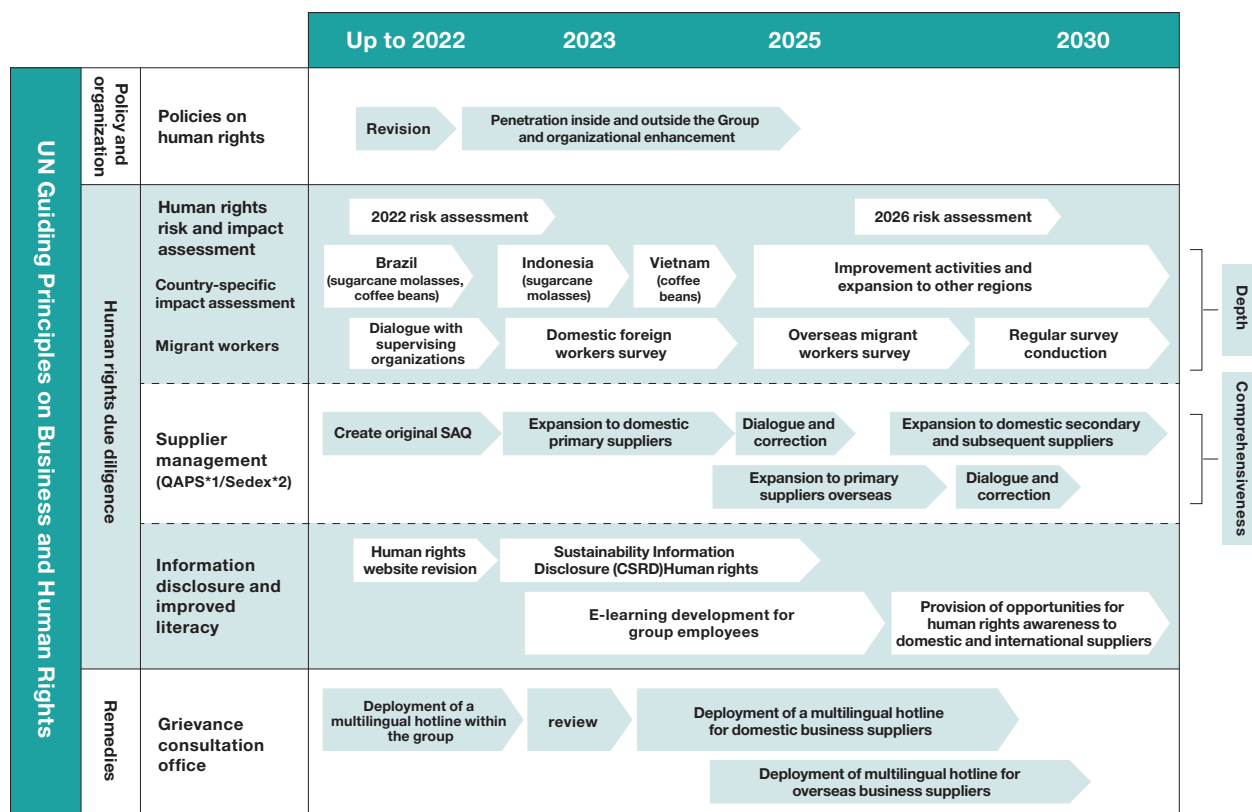 Up to 2022
2023
2025
2030
UN Guiding Principles on Business and Human Rights
Policy and
organization
Policies on
human rights
Revision
Penetration inside and outside the Group
and organizational enhancement
Human rights due diligence
Human rights
risk and impact
assessment
2022 risk assessment
2026 risk assessment
Country-specific
impact assessment
Brazil
(sugarcane molasses,
coffee beans)
Indonesia
(sugarcane
molasses)
Vietnam
(coffee
beans)
Improvement activities and
expansion to other regions
Migrant workers
Dialogue with
supervising
organizations
Domestic foreign
workers survey
Overseas migrant
workers survey
Regular survey
conduction
Depth
Supplier
management
(QAPS*1/Sedex*2)
Create original SAQ
Expansion to domestic
primary suppliers
Dialogue and
correction
Expansion to domestic secondary
and subsequent suppliers
Expansion to primary
suppliers overseas
Dialogue and
correction
Comprehensiveness
Information
disclosure and
improved
literacy
Human rights
website revision
Sustainability Information
Disclosure (CSRD)Human rights
E-learning development for
group employees
Provision of opportunities for
human rights awareness to
domestic and international suppliers
Remedies
Grievance
consultation
office
Deployment of a
multilingual hotline within
the group
review
Deployment of a multilingual hotline
for domestic business suppliers
Deployment of multilingual hotline for
overseas business suppliers